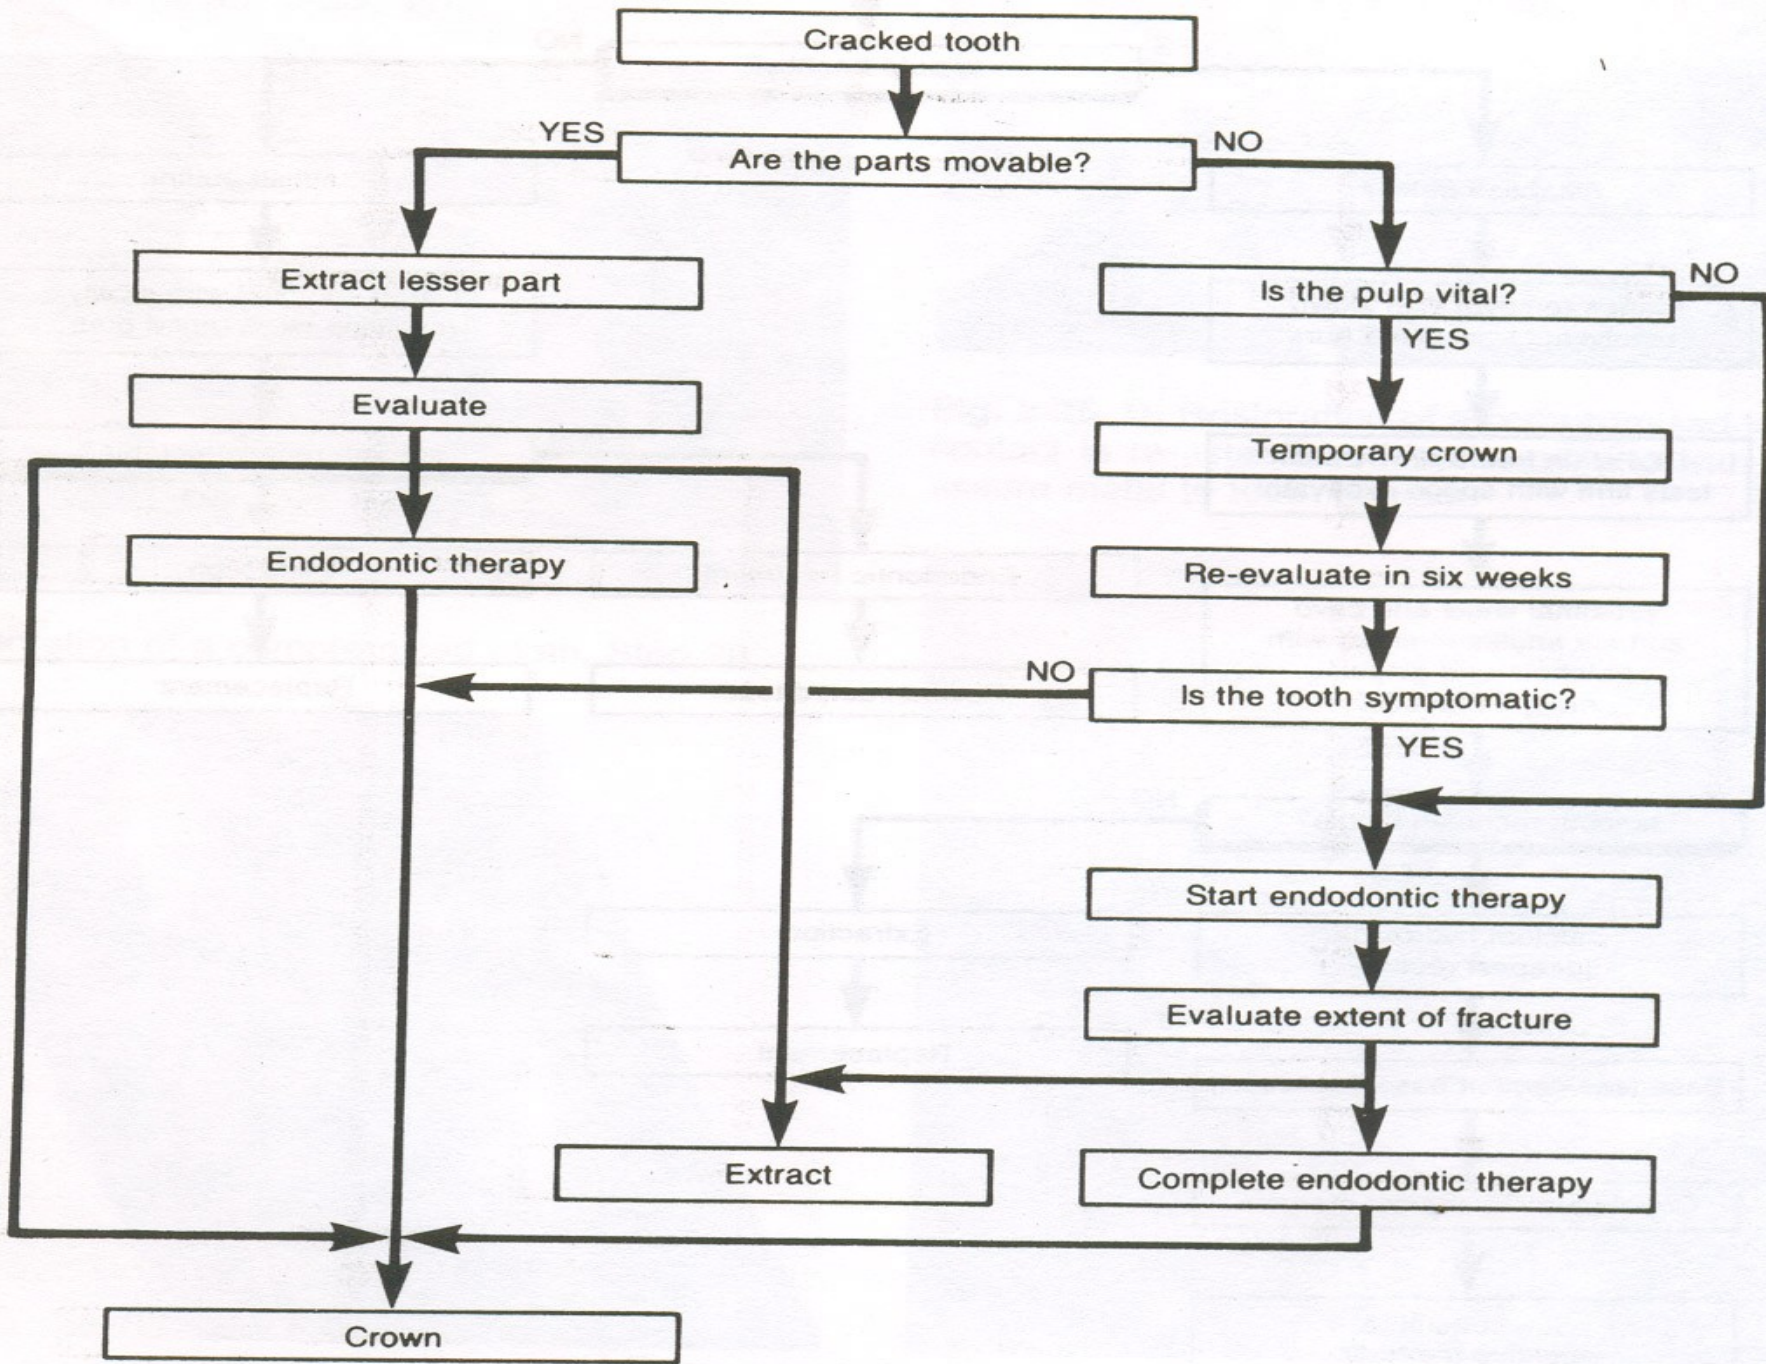 Cracked tooth
YES
Are the parts movable?
NO
Extract lesser part
Is the pulp vital?
NO
YES
Evaluate
Temporary crown
Endodontic therapy
Re-evaluate in six weeks
NO
Is the tooth symptomatic?
YES
Start endodontic therapy
Evaluate extent of fracture
Extract
Complete endodontic therapy
Crown